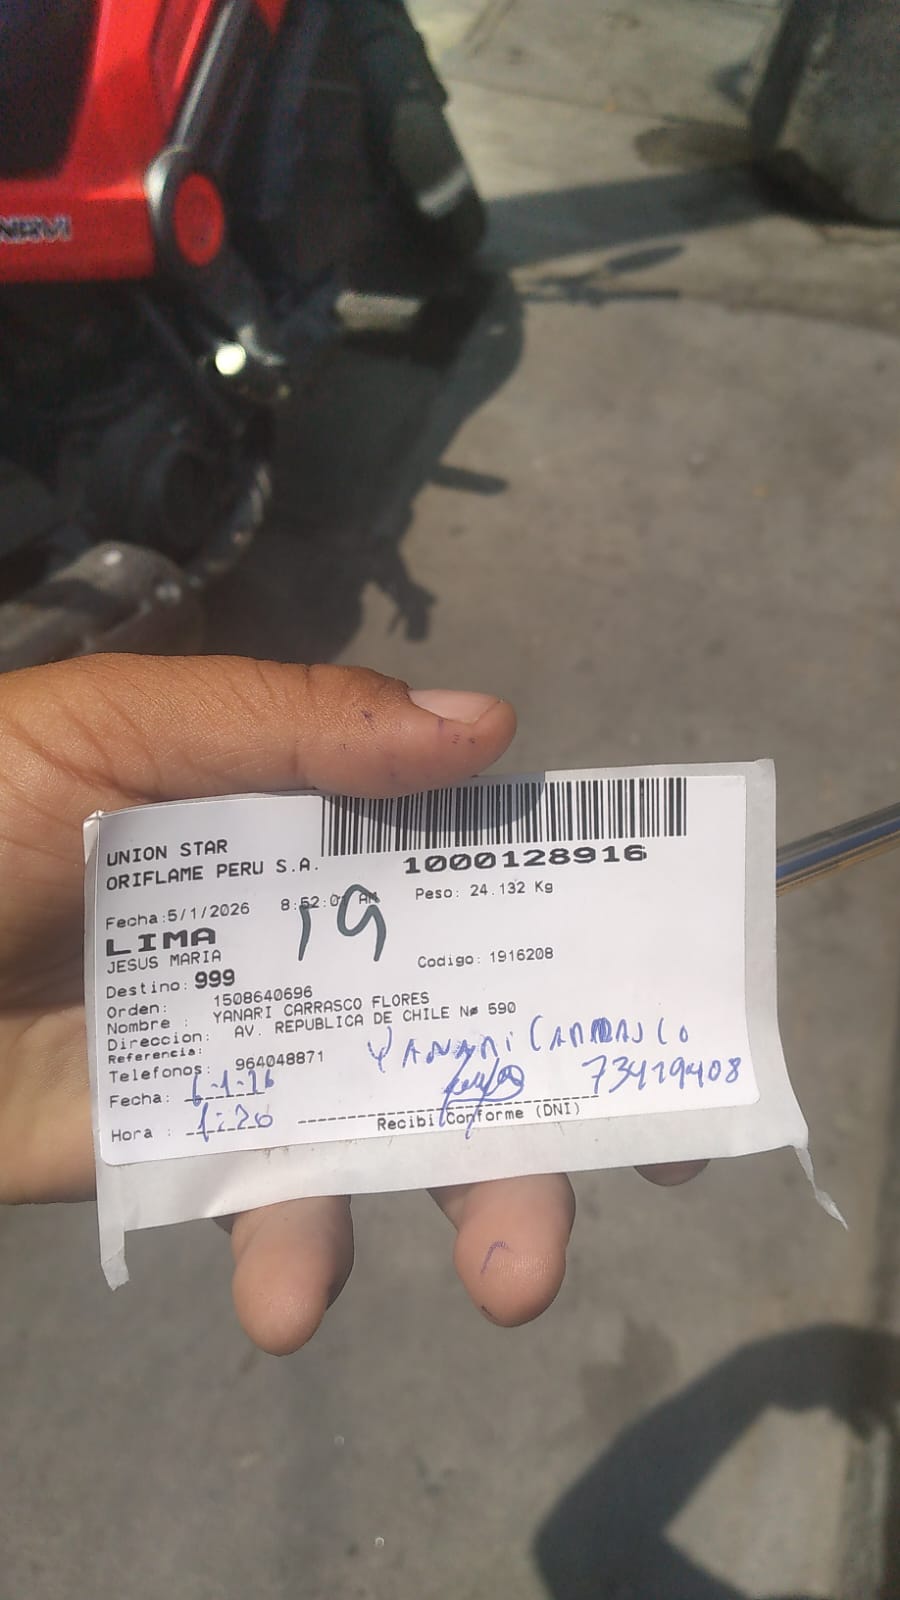 NAVI
UNION STAR
ORIFLAME PERU S.A.
1000128916
Fecha:5/1/2026 8:52:0 AM
Peso: 24.132 Kg
19
LIMA
JESUS MARIA
Codigo: 1916208
Destino: 999
Orden: 1508640696
Nombre : YANARI CARRASCO FLORES
Direccion: AV. REPUBLICA DE CHILE Nº 590
Referencia:
Telefonos: 964048871
Yanari Carrasco
73419408
Fecha: 6-1-26
Hora : 1:20
Recibi Conforme (DNI)